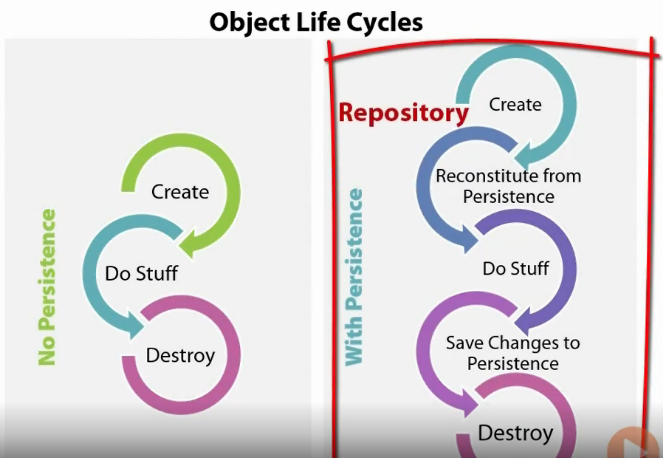 Object Life Cycles
No Persistence
Create
Do Stuff
Destroy
With Persistence
Repository
Create
Reconstitute from
Persistence
Do Stuff
Save Changes to
Persistence
Destroy